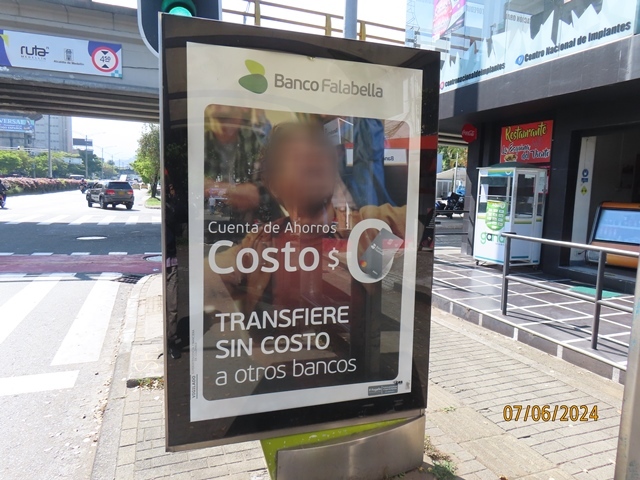 ruta
Banco Falabella
Cuenta de Ahorros
Costo $0
TRANSFIERE
SIN COSTO
a otros bancos
Centro Nacional de Implantes
Restaurante
gana
07/06/2024